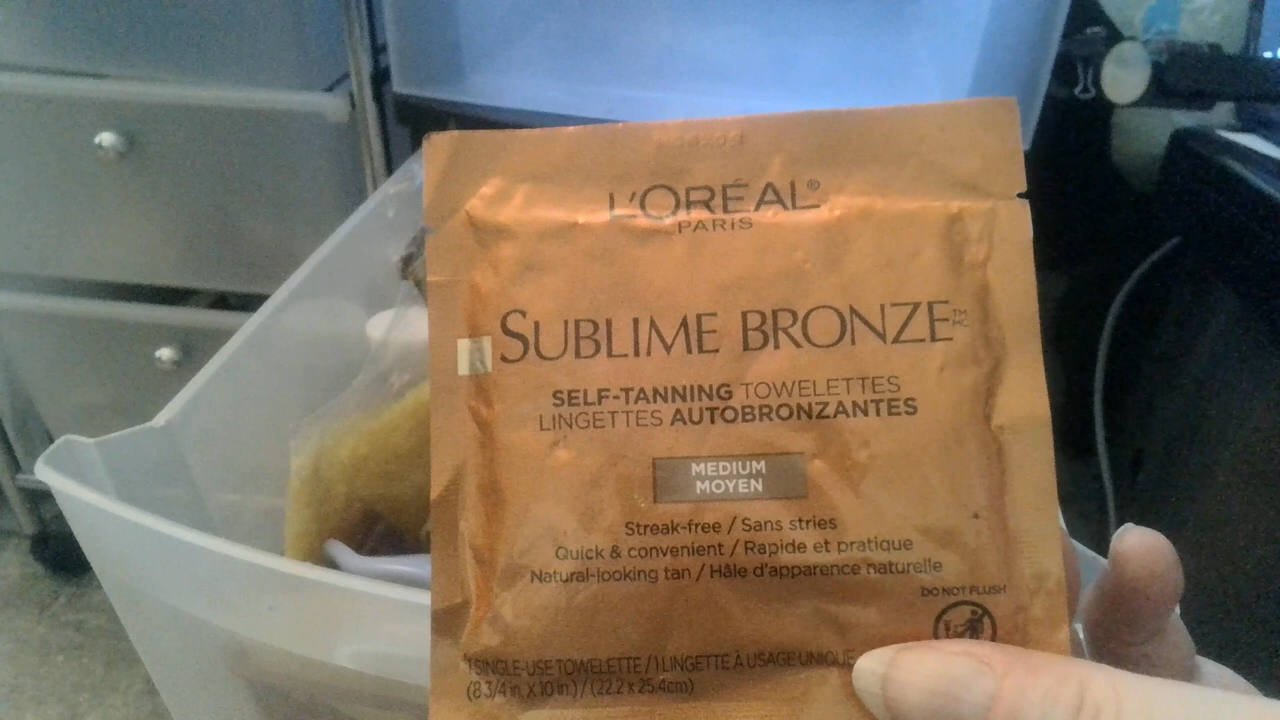 L'ORÉAL®
PARIS
SUBLIME BRONZE™ MC
SELF-TANNING TOWELETTES
LINGETTES AUTOBRONZANTES
MEDIUM
MOYEN
Streak-free / Sans stries
Quick & convenient / Rapide et pratique
Natural-looking tan / Hâle d'apparence naturelle
DO NOT FLUSH
1 SINGLE-USE TOWELETTE / 1 LINGETTE À USAGE UNIQUE
(8 3/4 in. X 10 in.) / (22.2 x 25.4cm)